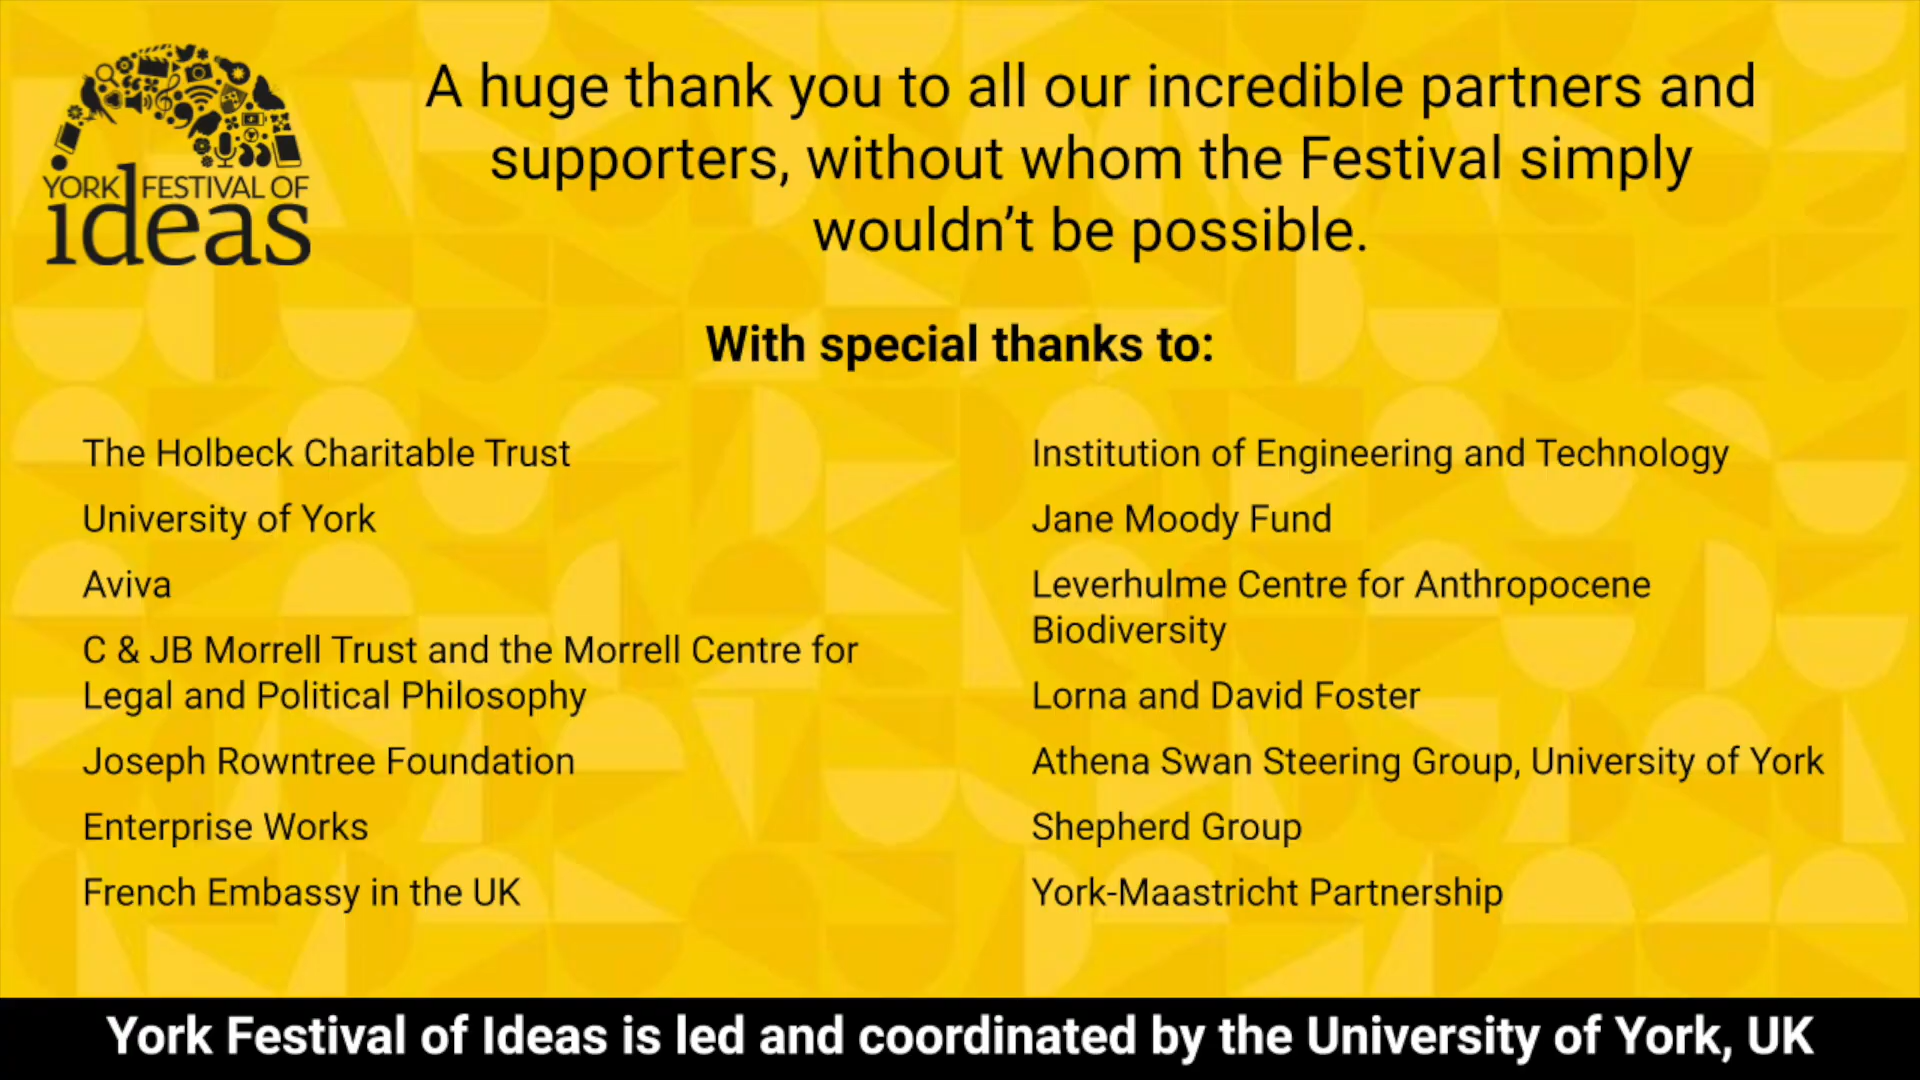 YORK FESTIVAL OF
ideas
A huge thank you to all our incredible partners and
supporters, without whom the Festival simply
wouldn’t be possible.
With special thanks to:
The Holbeck Charitable Trust
University of York
Aviva
C & JB Morrell Trust and the Morrell Centre for
Legal and Political Philosophy
Joseph Rowntree Foundation
Enterprise Works
French Embassy in the UK
Institution of Engineering and Technology
Jane Moody Fund
Leverhulme Centre for Anthropocene
Biodiversity
Lorna and David Foster
Athena Swan Steering Group, University of York
Shepherd Group
York-Maastricht Partnership
York Festival of Ideas is led and coordinated by the University of York, UK